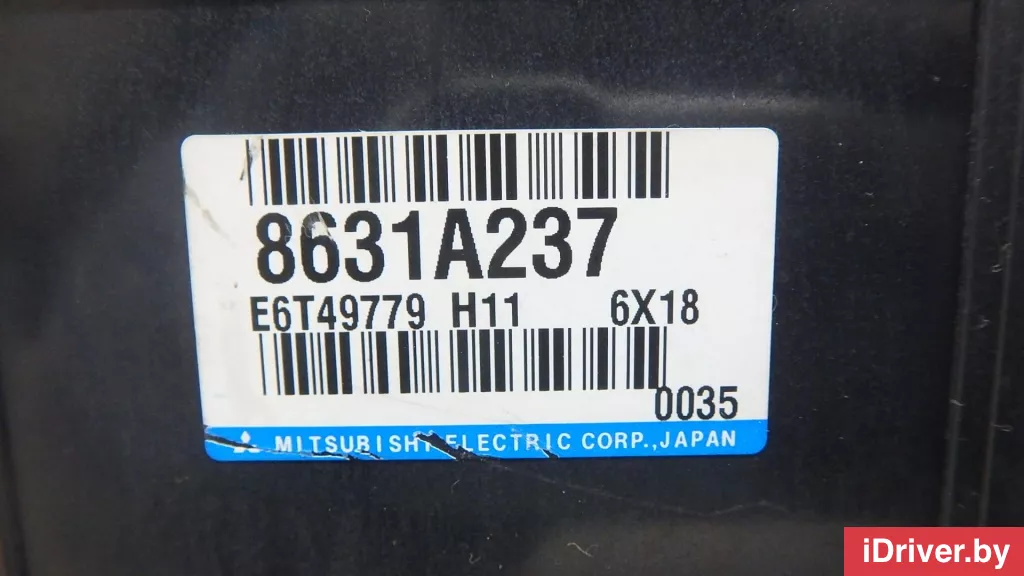 8631A237
E6T49779 H11 6X18
0035
MITSUBISHI ELECTRIC CORP.,JAPAN
iDriver.by